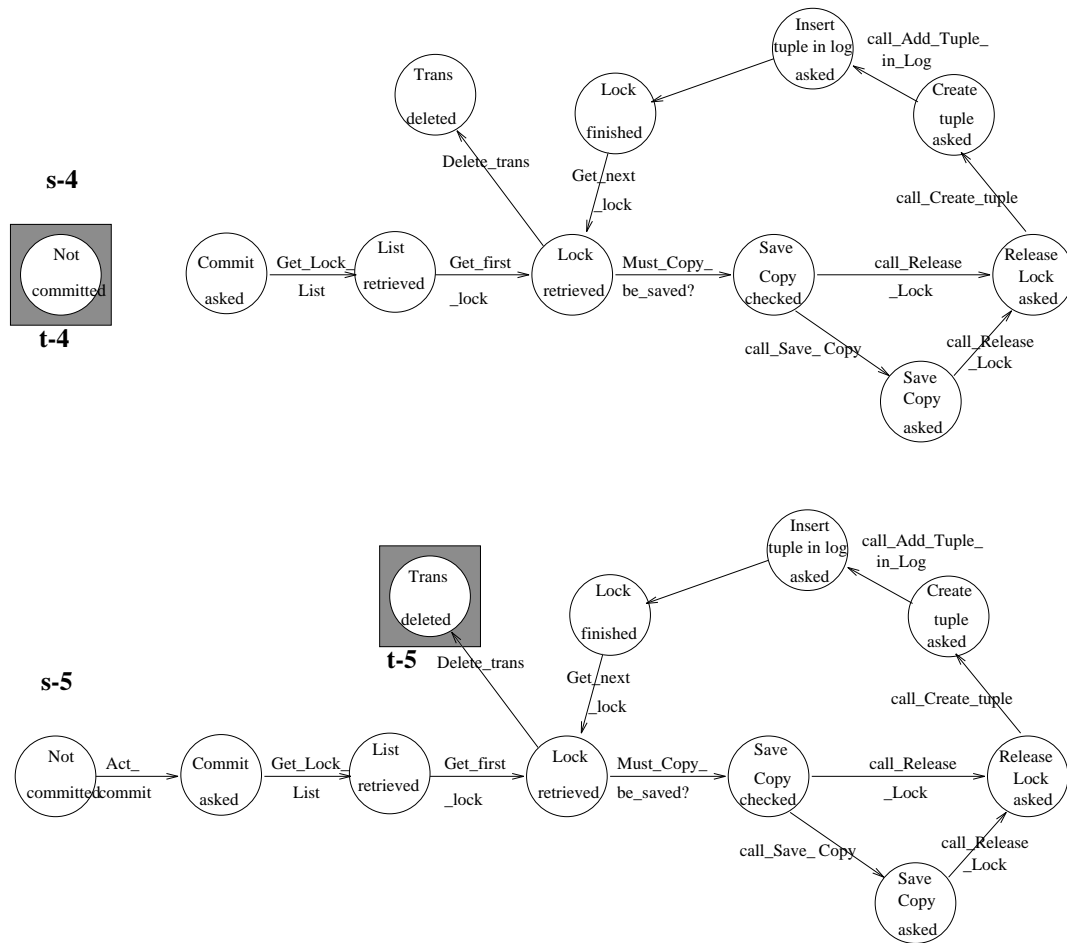 Insert
tuple in log
asked
call_Add_Tuple_
in_Log
Trans
deleted
Lock
finished
Create
tuple
asked
Delete_trans
Get_next
_lock
call_Create_tuple
s-4
Not
committed
t-4
Commit
asked
Get_Lock_
List
List
retrieved
Get_first
_lock
Lock
retrieved
Must_Copy_
be_saved?
Save
Copy
checked
call_Release
_Lock
Release
Lock
asked
call_Save_ Copy
call_Release
_Lock
Save
Copy
asked
Insert
tuple in log
asked
call_Add_Tuple_
in_Log
Trans
deleted
t-5
Lock
finished
Create
tuple
asked
Delete_trans
Get_next
_lock
call_Create_tuple
s-5
Not
committed
Act_
commit
Commit
asked
Get_Lock_
List
List
retrieved
Get_first
_lock
Lock
retrieved
Must_Copy_
be_saved?
Save
Copy
checked
call_Release
_Lock
Release
Lock
asked
call_Save_ Copy
call_Release
_Lock
Save
Copy
asked